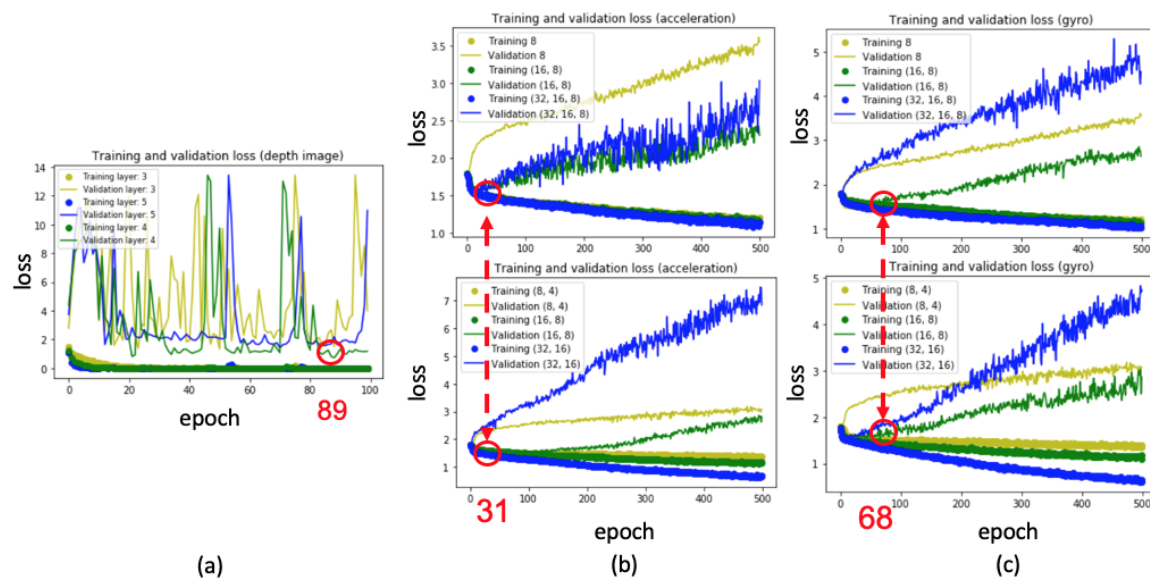 Training and validation loss (depth image)
14
12
10
8
6
4
2
0
Training layer: 3
Validation layer: 3
Training layer: 5
Validation layer: 5
Training layer: 4
Validation layer: 4
loss
0 20 40 60 80 100
epoch
89
(a)
Training and validation loss (acceleration)
3.5
3.0
2.5
2.0
1.5
1.0
Training 8
Validation 8
Training (16, 8)
Validation (16, 8)
Training (32, 16, 8)
Validation (32, 16, 8)
loss
0 100 200 300 400 500
Training and validation loss (acceleration)
7
6
5
4
3
2
1
Training (8, 4)
Validation (8, 4)
Training (16, 8)
Validation (16, 8)
Training (32, 16)
Validation (32, 16)
loss
0 100 200 300 400 500
31
epoch
(b)
Training and validation loss (gyro)
5
4
3
2
1
Training 8
Validation 8
Training (16, 8)
Validation (16, 8)
Training (32, 16, 8)
Validation (32, 16, 8)
loss
0 100 200 300 400 500
Training and validation loss (gyro)
5
4
3
2
1
Training (8, 4)
Validation (8, 4)
Training (16, 8)
Validation (16, 8)
Training (32, 16)
Validation (32, 16)
loss
0 100 200 300 400 500
68
epoch
(c)